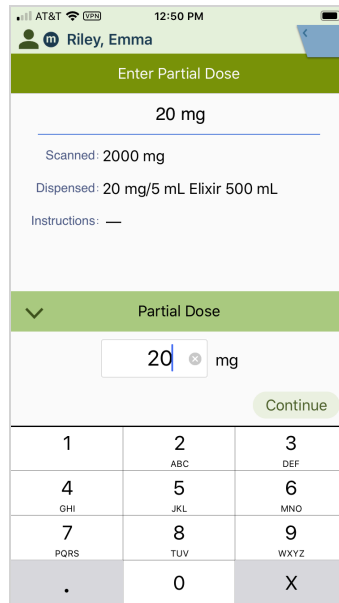 AT&T VPN 12:50 PM
m Riley, Emma
Enter Partial Dose
20 mg
Scanned: 2000 mg
Dispensed: 20 mg/5 mL Elixir 500 mL
Instructions: —
Partial Dose
20 mg
Continue
1 2 3
ABC DEF
4 5 6
GHI JKL MNO
7 8 9
PQRS TUV WXYZ
. 0 X